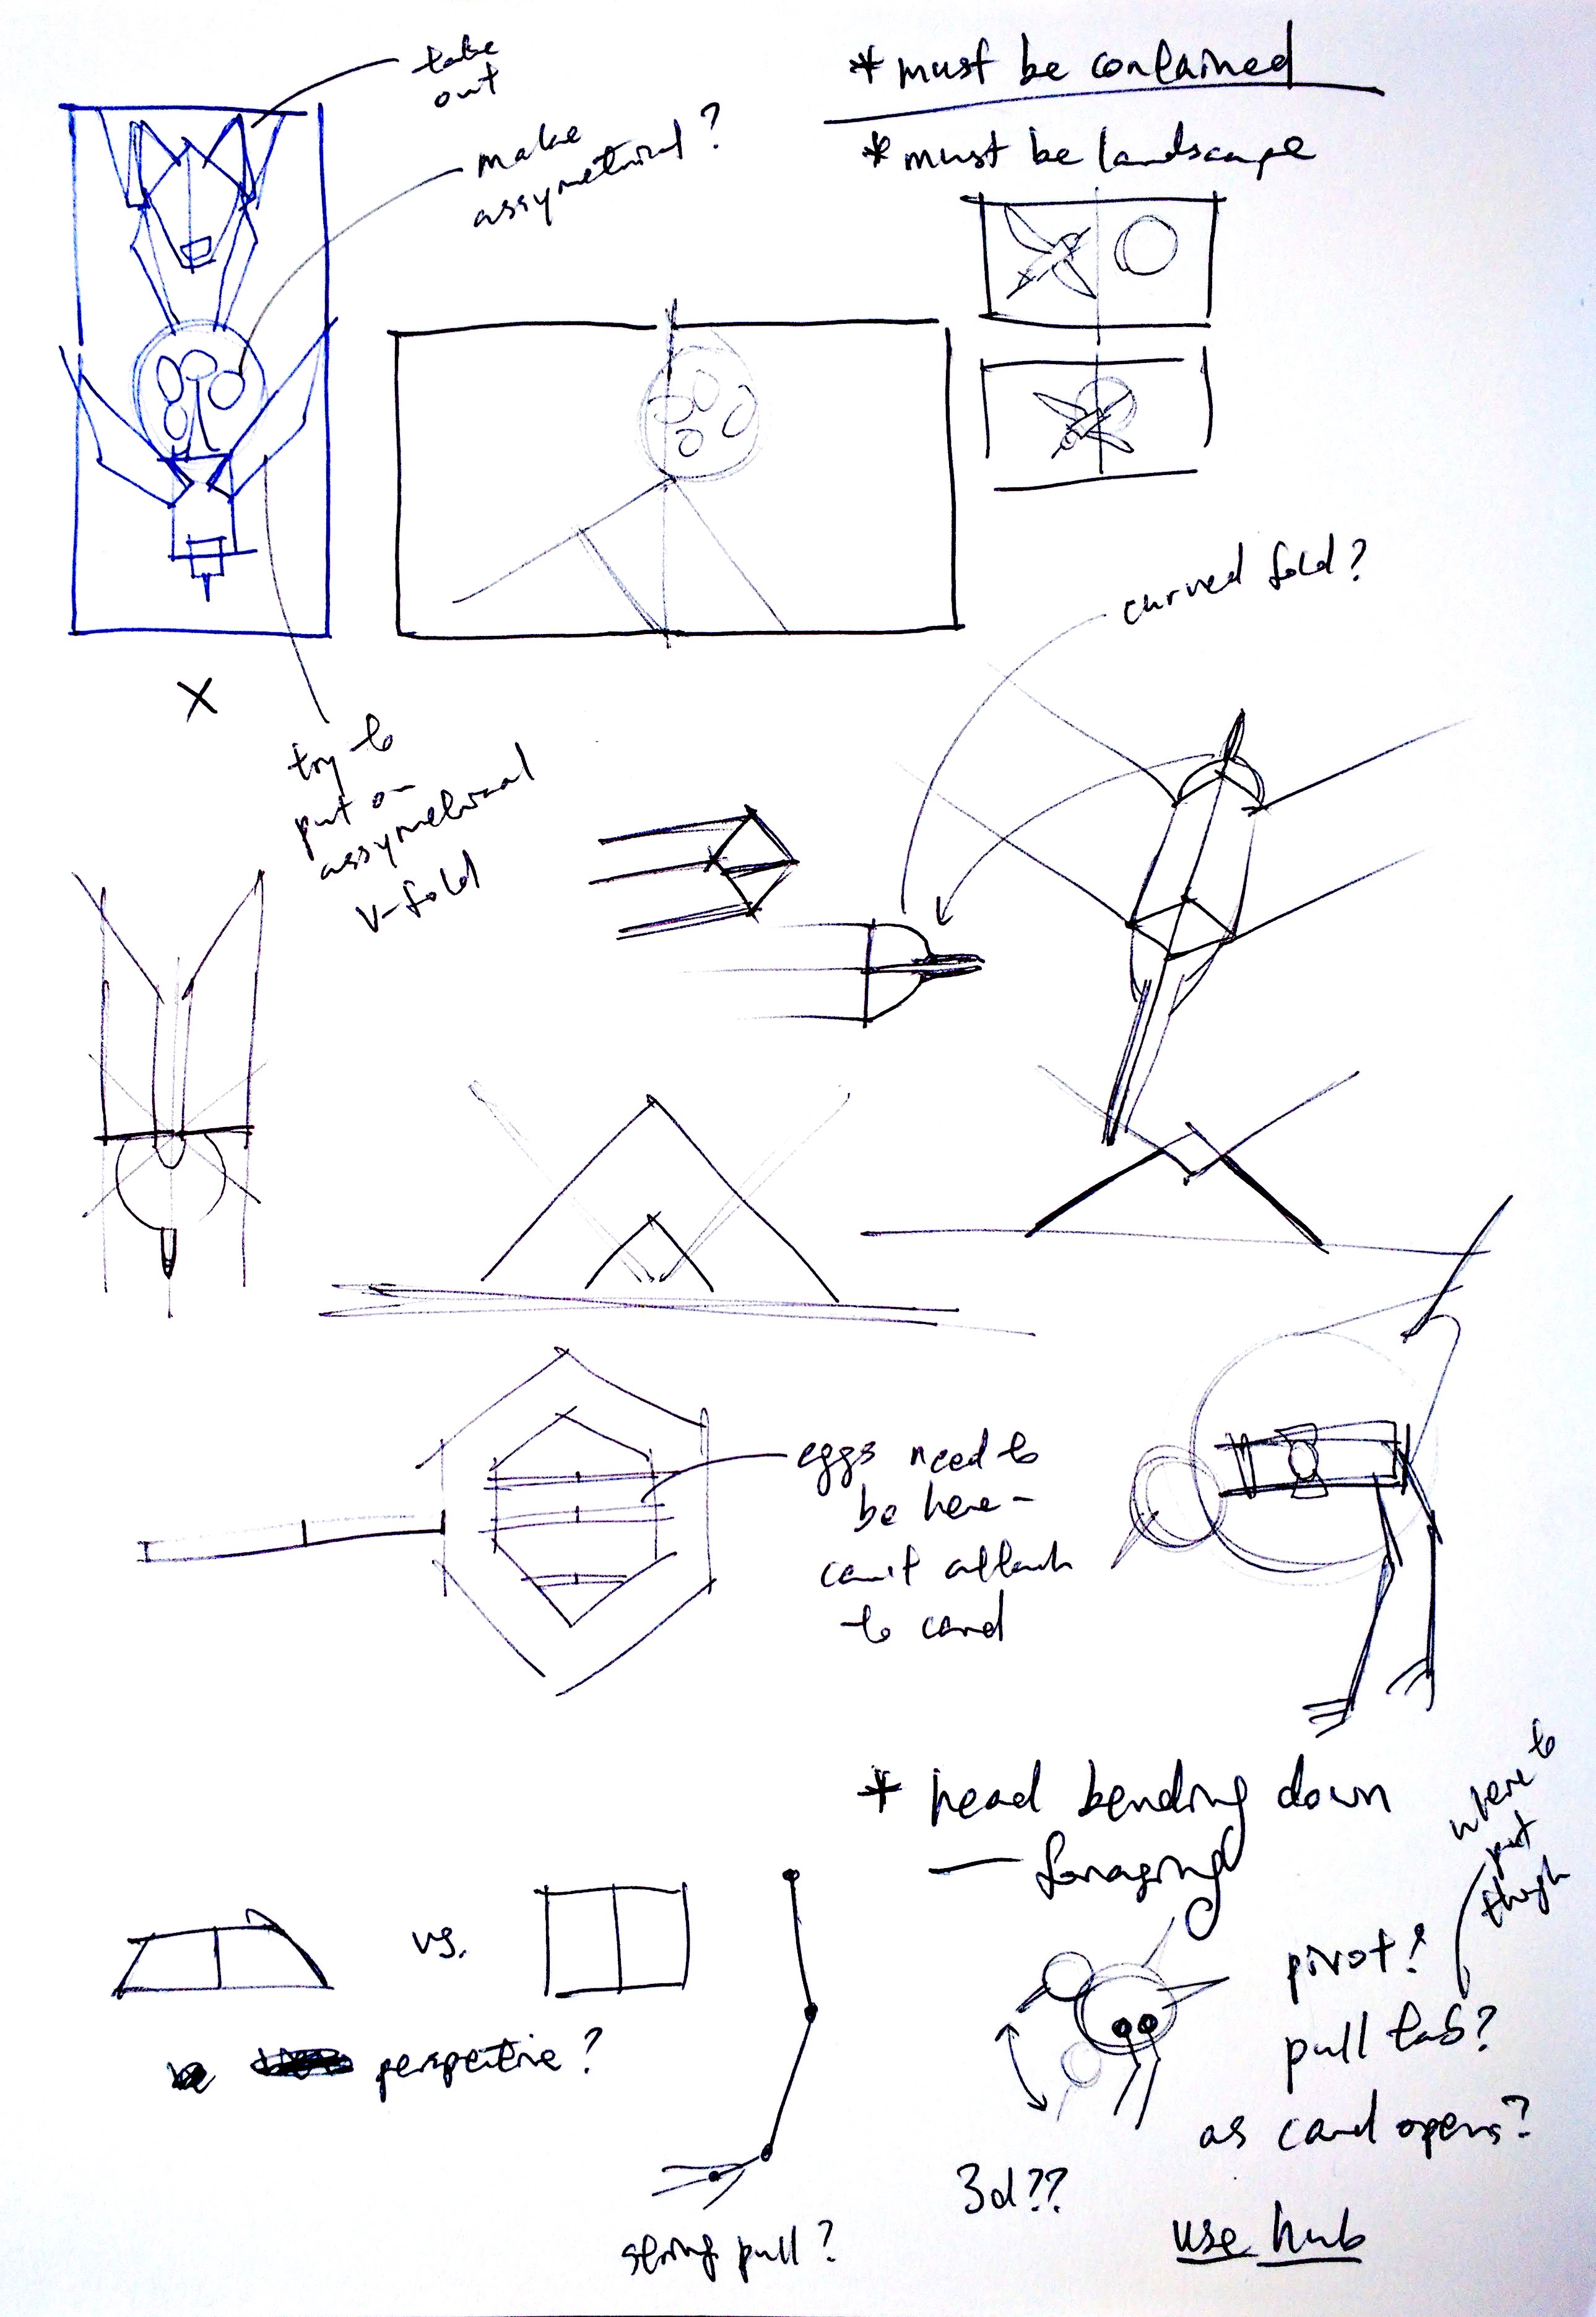 take
out
* must be contained
make
assymetrical?
* must be landscape
curved fold?
X
try to
put on
assymetrical
V-fold
eggs need to
be here -
can't attach
to card
* head bending down
— foraging
where to
put
thigh
vs.
pivot?
pull tab?
as card opens?
perspective?
3d??
string pull?
use hub